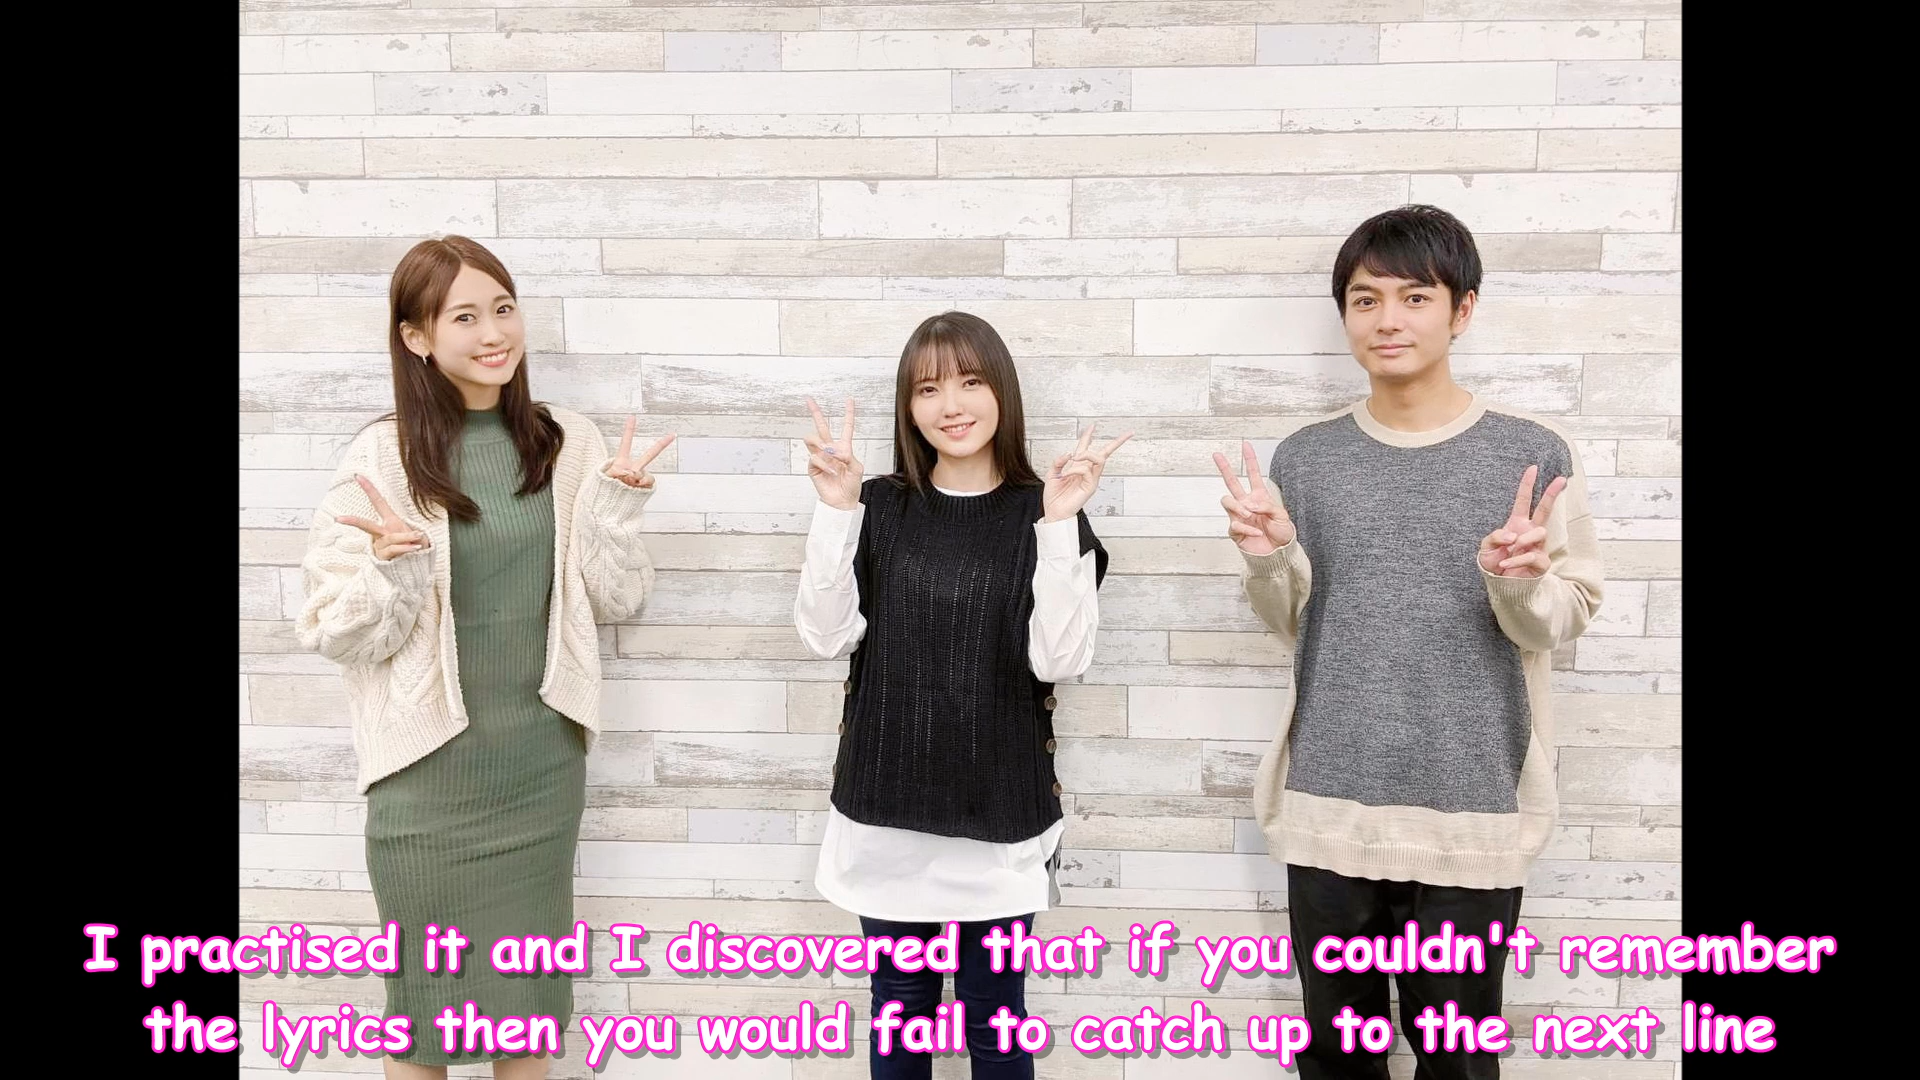 I practised it and I discovered that if you couldn't remember
the lyrics then you would fail to catch up to the next line